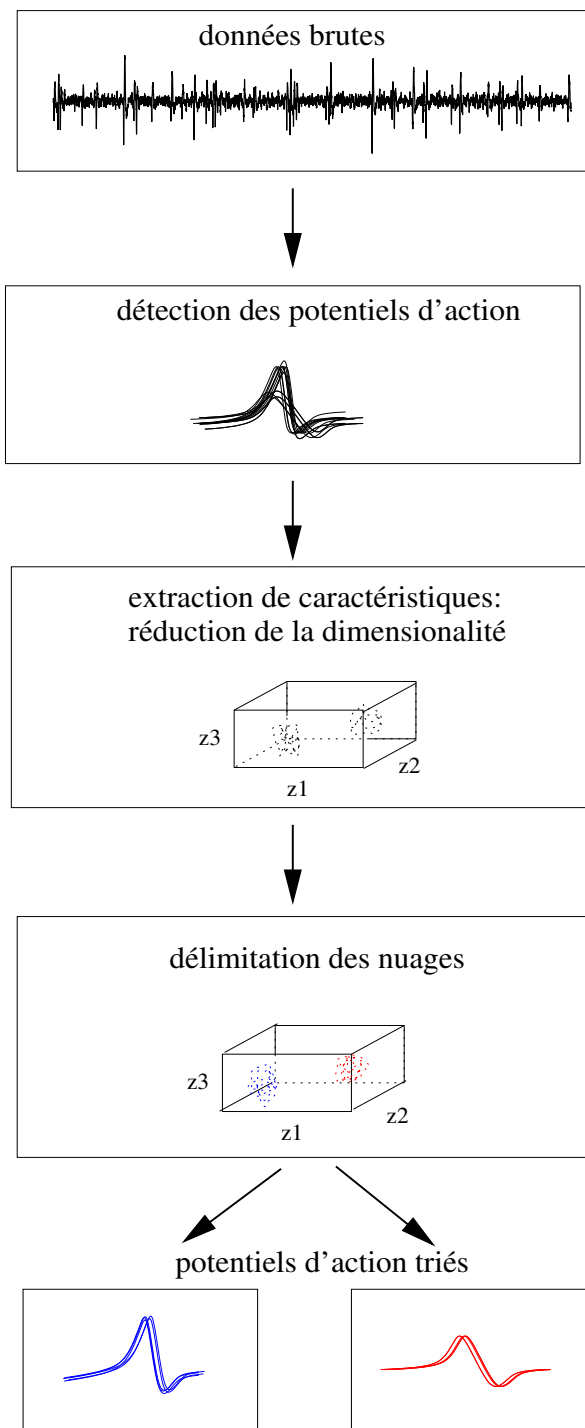 données brutes
détection des potentiels d'action
extraction de caractéristiques:
réduction de la dimensionalité
z3
z2
z1
délimitation des nuages
z3
z2
z1
potentiels d'action triés